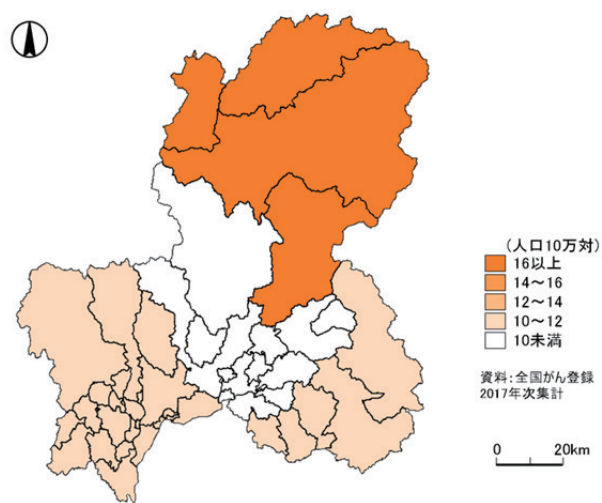 (人口10万対)
16以上
14～16
12～14
10～12
10未満
資料:全国がん登録
2017年次集計
0 20km